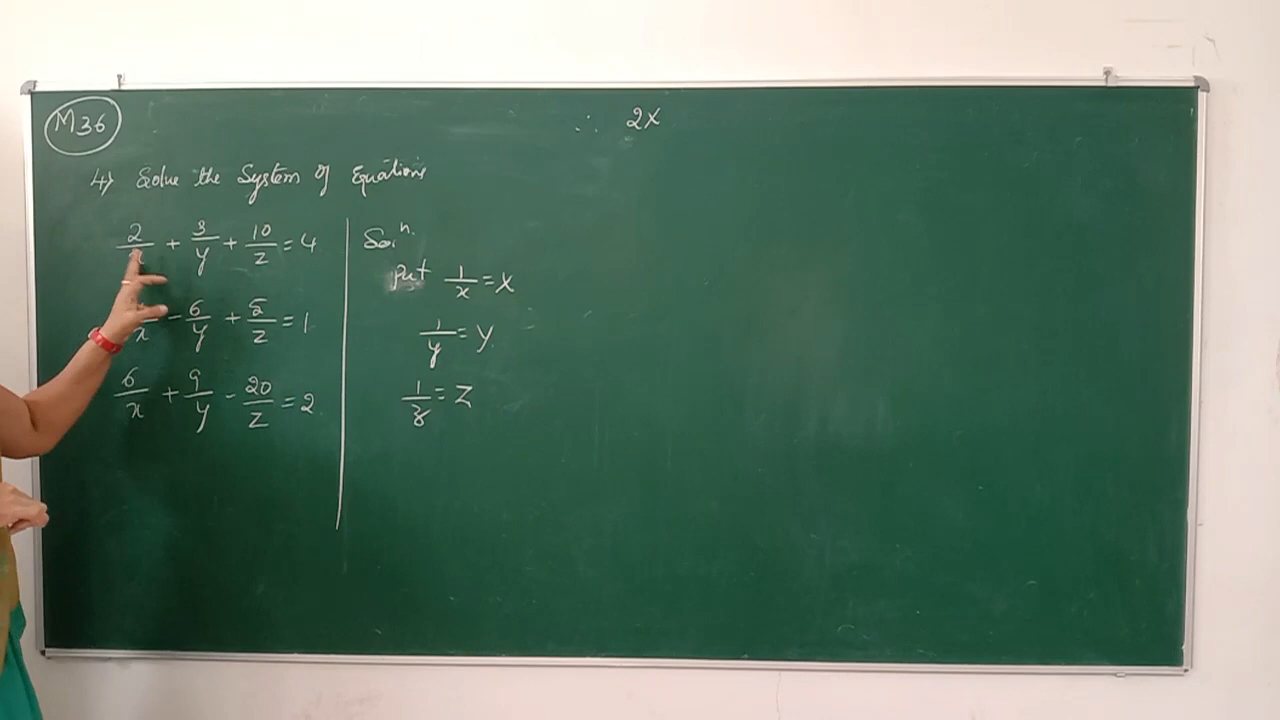 M36
∴ 2X
4) Solve the System of Equations
2/x + 3/y + 10/z = 4
/x - 6/y + 5/z = 1
6/x + 9/y - 20/z = 2
Sol n.
Put 1/x = X
1/y = Y
1/z = Z